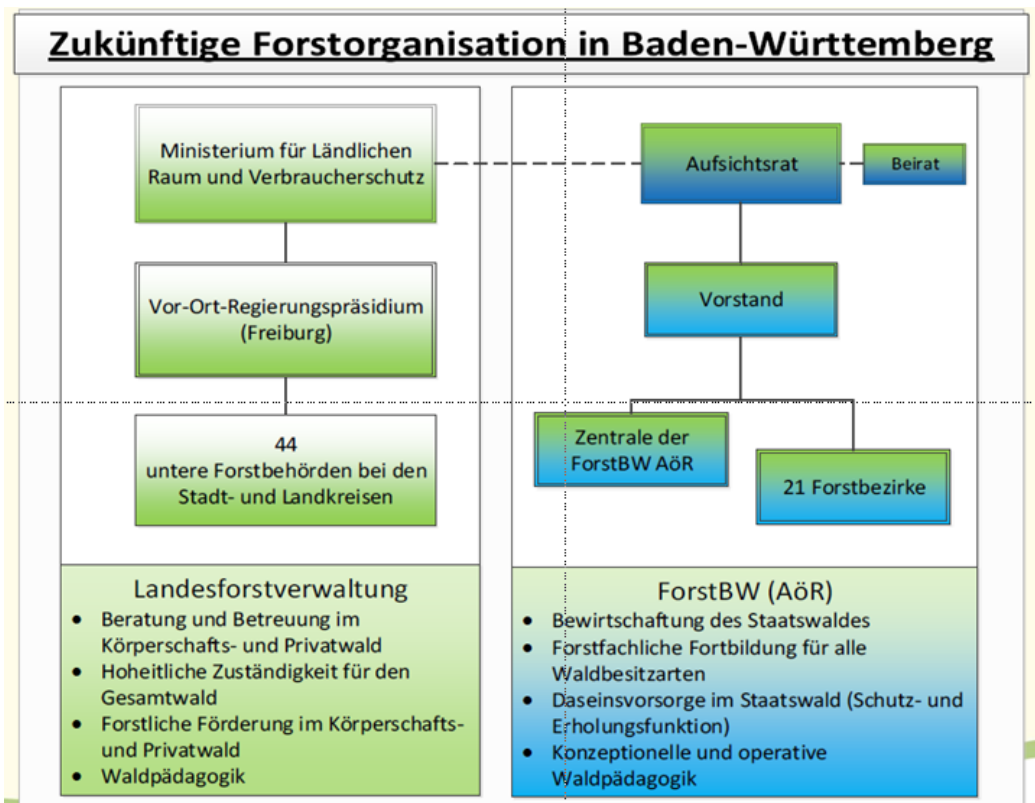 Zukünftige Forstorganisation in Baden-Württemberg
Ministerium für Ländlichen
Raum und Verbraucherschutz
Vor-Ort-Regierungspräsidium
(Freiburg)
44
untere Forstbehörden bei den
Stadt- und Landkreisen
Landesforstverwaltung
• Beratung und Betreuung im
Körperschafts- und Privatwald
• Hoheitliche Zuständigkeit für den
Gesamtwald
• Forstliche Förderung im Körperschafts-
und Privatwald
• Waldpädagogik
Aufsichtsrat
Beirat
Vorstand
Zentrale der
ForstBW AöR
21 Forstbezirke
ForstBW (AöR)
• Bewirtschaftung des Staatswaldes
• Forstfachliche Fortbildung für alle
Waldbesitzarten
• Daseinsvorsorge im Staatswald (Schutz- und
Erholungsfunktion)
• Konzeptionelle und operative
Waldpädagogik